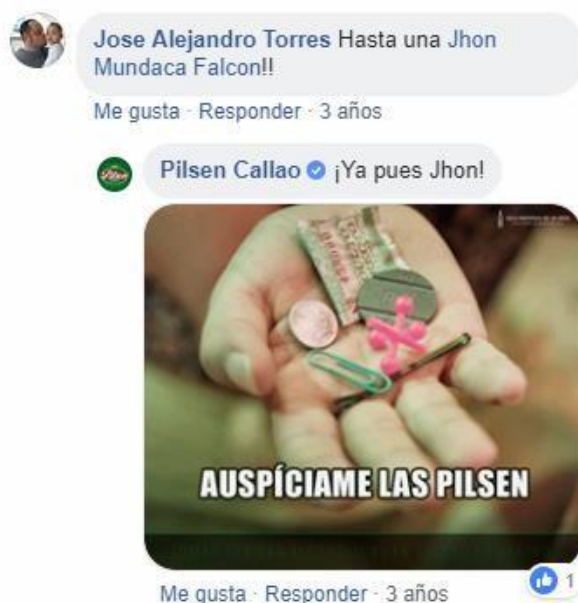 Jose Alejandro Torres Hasta una Jhon
Mundaca Falcon!!
Me gusta · Responder · 3 años
Pilsen Callao ¡Ya pues Jhon!
AUSPÍCIAME LAS PILSEN
1
Me gusta · Responder · 3 años